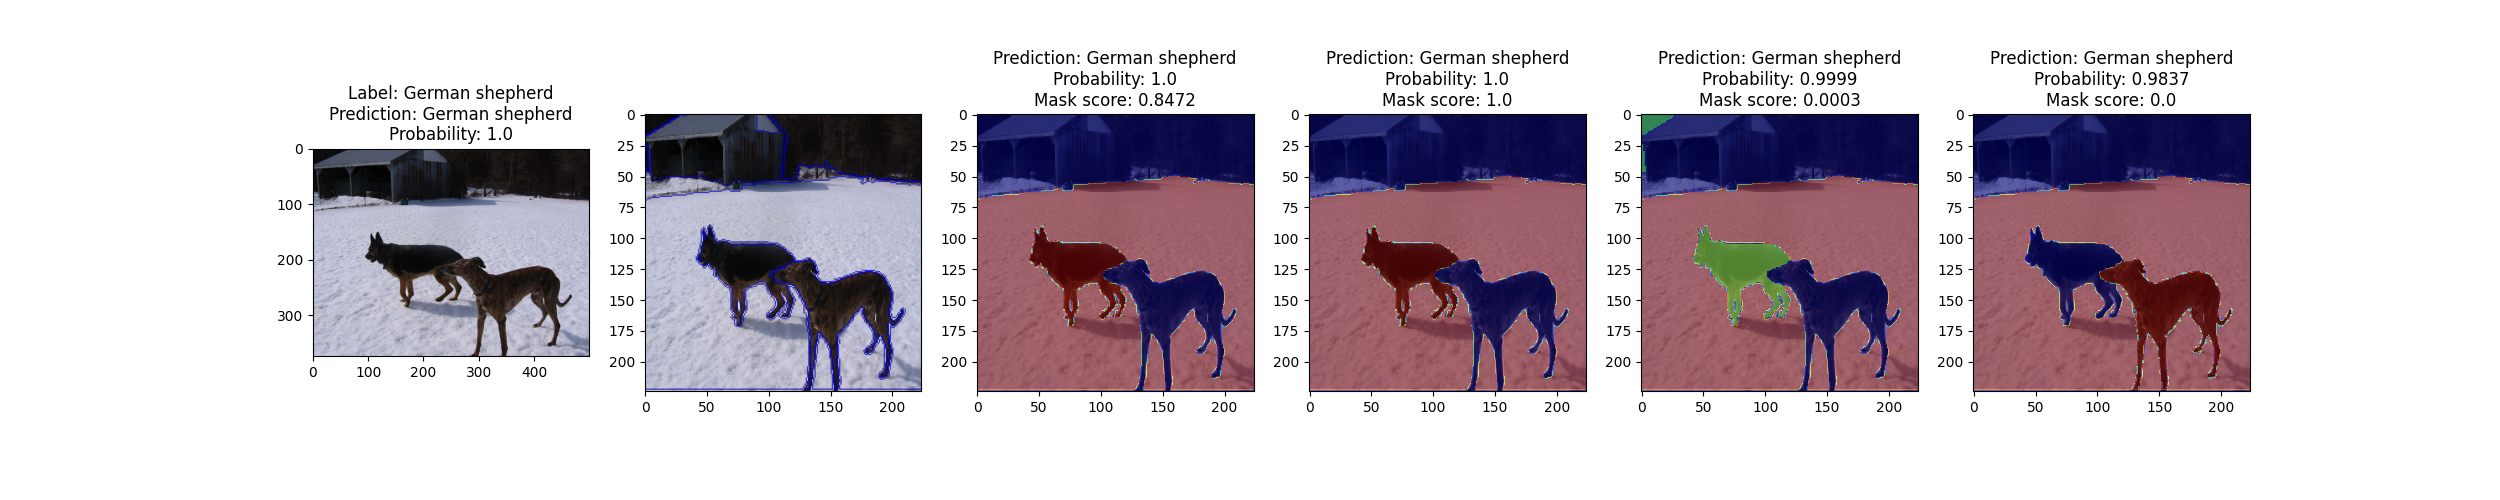 Label: German shepherd
Prediction: German shepherd
Probability: 1.0
0
100
200
300
0 100 200 300 400
0
25
50
75
100
125
150
175
200
0 50 100 150 200
Prediction: German shepherd
Probability: 1.0
Mask score: 0.8472
0
25
50
75
100
125
150
175
200
0 50 100 150 200
Prediction: German shepherd
Probability: 1.0
Mask score: 1.0
0
25
50
75
100
125
150
175
200
0 50 100 150 200
Prediction: German shepherd
Probability: 0.9999
Mask score: 0.0003
0
25
50
75
100
125
150
175
200
0 50 100 150 200
Prediction: German shepherd
Probability: 0.9837
Mask score: 0.0
0
25
50
75
100
125
150
175
200
0 50 100 150 200